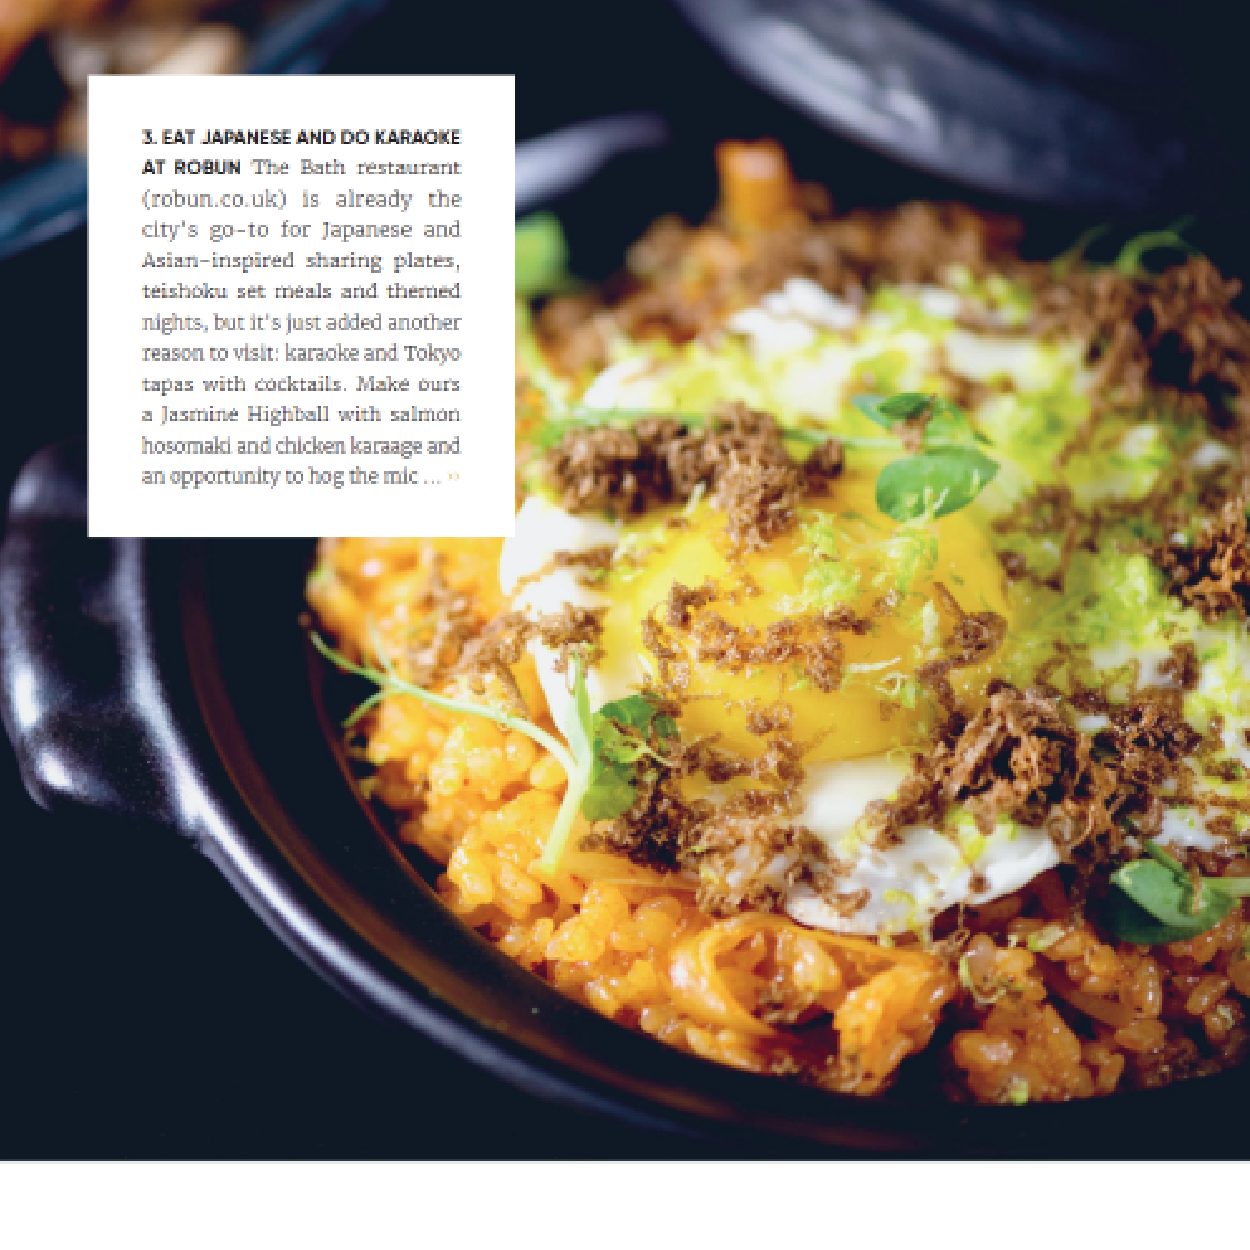 3. EAT JAPANESE AND DO KARAOKE
AT ROBUN The Bath restaurant
(robun.co.uk) is already the
city's go-to for Japanese and
Asian-inspired sharing plates,
teishoku set meals and themed
nights, but it's just added another
reason to visit: karaoke and Tokyo
tapas with cocktails. Make ours
a Jasmine Highball with salmon
hosomaki and chicken karaage and
an opportunity to hog the mic ... »